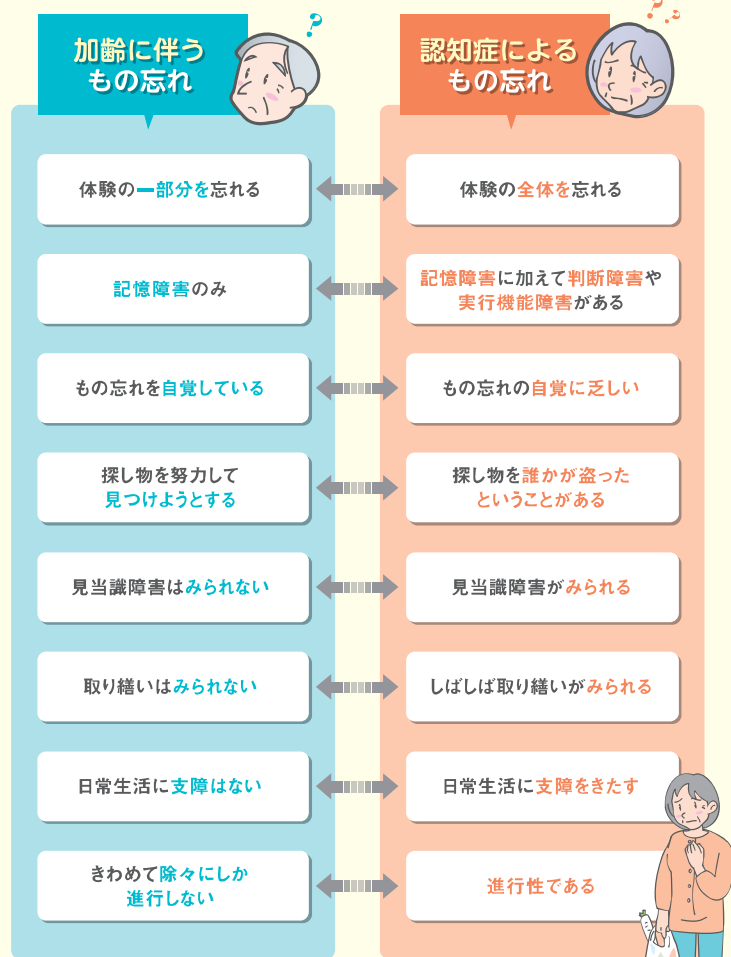 加齢に伴う
もの忘れ
認知症による
もの忘れ
体験の一部分を忘れる
体験の全体を忘れる
記憶障害のみ
記憶障害に加えて判断障害や
実行機能障害がある
もの忘れを自覚している
もの忘れの自覚に乏しい
探し物を努力して
見つけようとする
探し物を誰かが盗った
ということがある
見当識障害はみられない
見当識障害がみられる
取り繕いはみられない
しばしば取り繕いがみられる
日常生活に支障はない
日常生活に支障をきたす
きわめて除々にしか
進行しない
進行性である